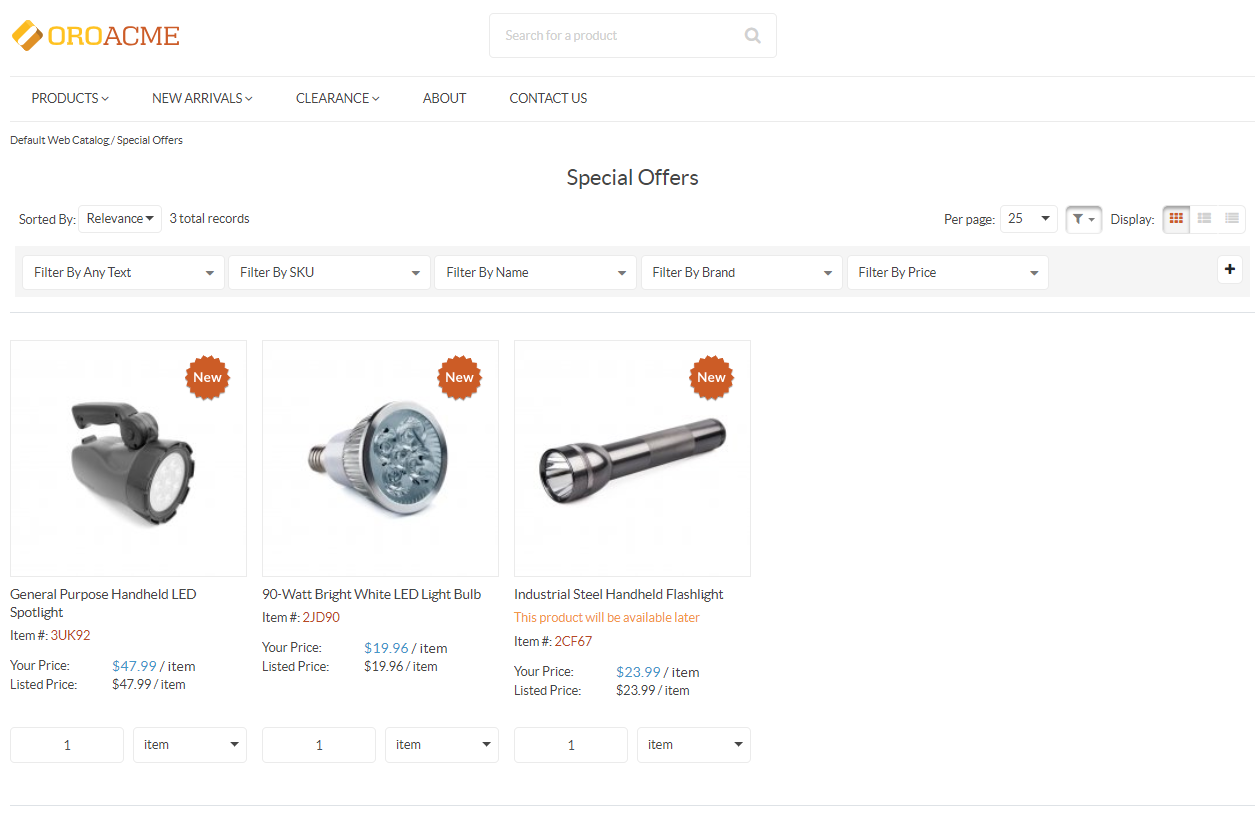 OROACME
Search for a product
PRODUCTS
NEW ARRIVALS
CLEARANCE
ABOUT
CONTACT US
Default Web Catalog / Special Offers
Special Offers
Sorted By: Relevance 3 total records
Per page: 25
Display:
Filter By Any Text
Filter By SKU
Filter By Name
Filter By Brand
Filter By Price
+
New
General Purpose Handheld LED
Spotlight
Item #: 3UK92
Your Price: $47.99 / item
Listed Price: $47.99 / item
1 item
New
90-Watt Bright White LED Light Bulb
Item #: 2JD90
Your Price: $19.96 / item
Listed Price: $19.96 / item
1 item
New
Industrial Steel Handheld Flashlight
This product will be available later
Item #: 2CF67
Your Price: $23.99 / item
Listed Price: $23.99 / item
1 item